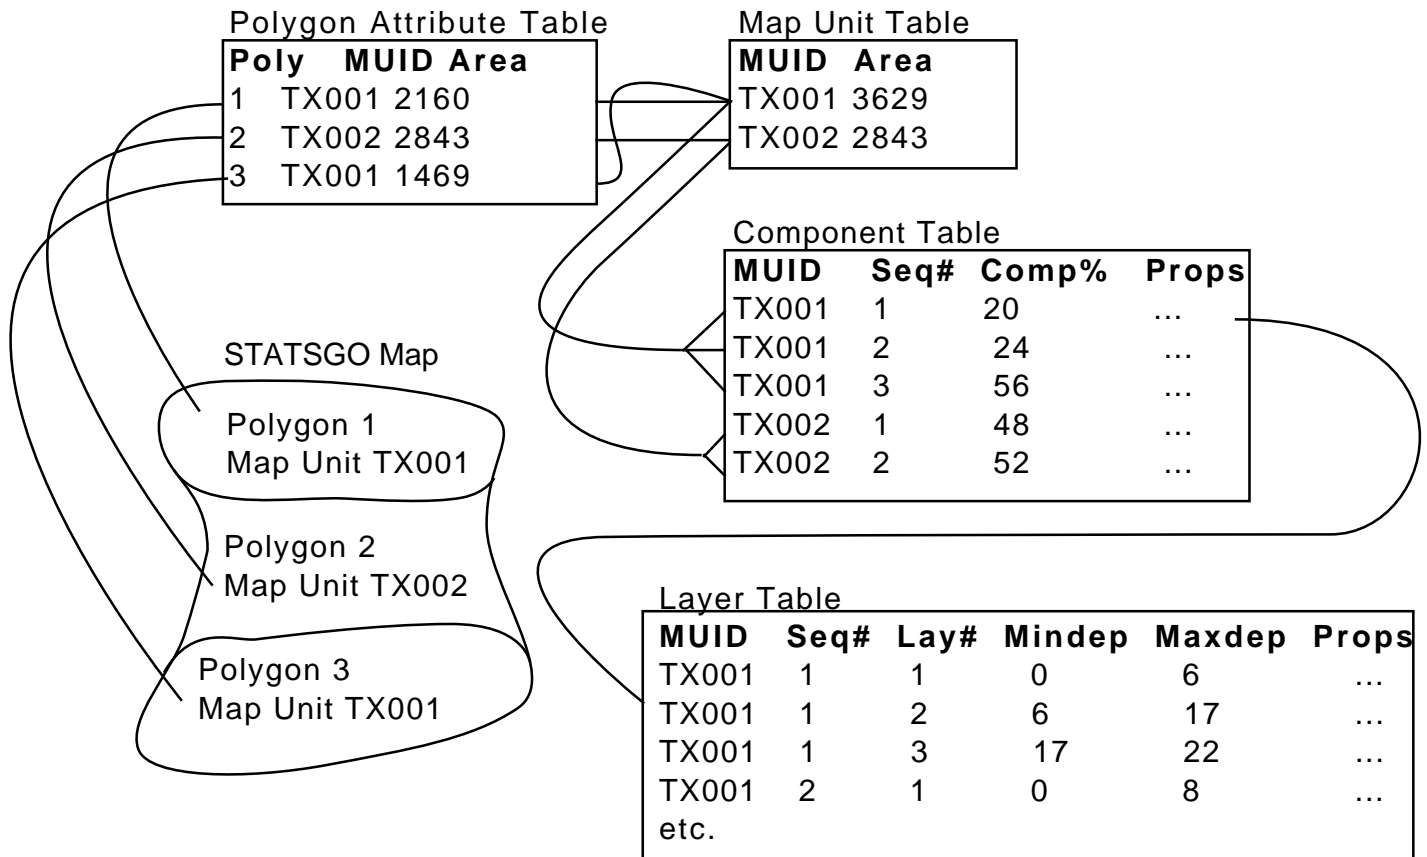 Polygon Attribute Table
Poly MUID Area
1 TX001 2160
2 TX002 2843
3 TX001 1469
Map Unit Table
MUID Area
TX001 3629
TX002 2843
Component Table
MUID Seq# Comp% Props
TX001 1 20 ...
TX001 2 24 ...
TX001 3 56 ...
TX002 1 48 ...
TX002 2 52 ...
STATSGO Map
Polygon 1
Map Unit TX001
Polygon 2
Map Unit TX002
Polygon 3
Map Unit TX001
Layer Table
MUID Seq# Lay# Mindep Maxdep Props
TX001 1 1 0 6 ...
TX001 1 2 6 17 ...
TX001 1 3 17 22 ...
TX001 2 1 0 8 ...
etc.